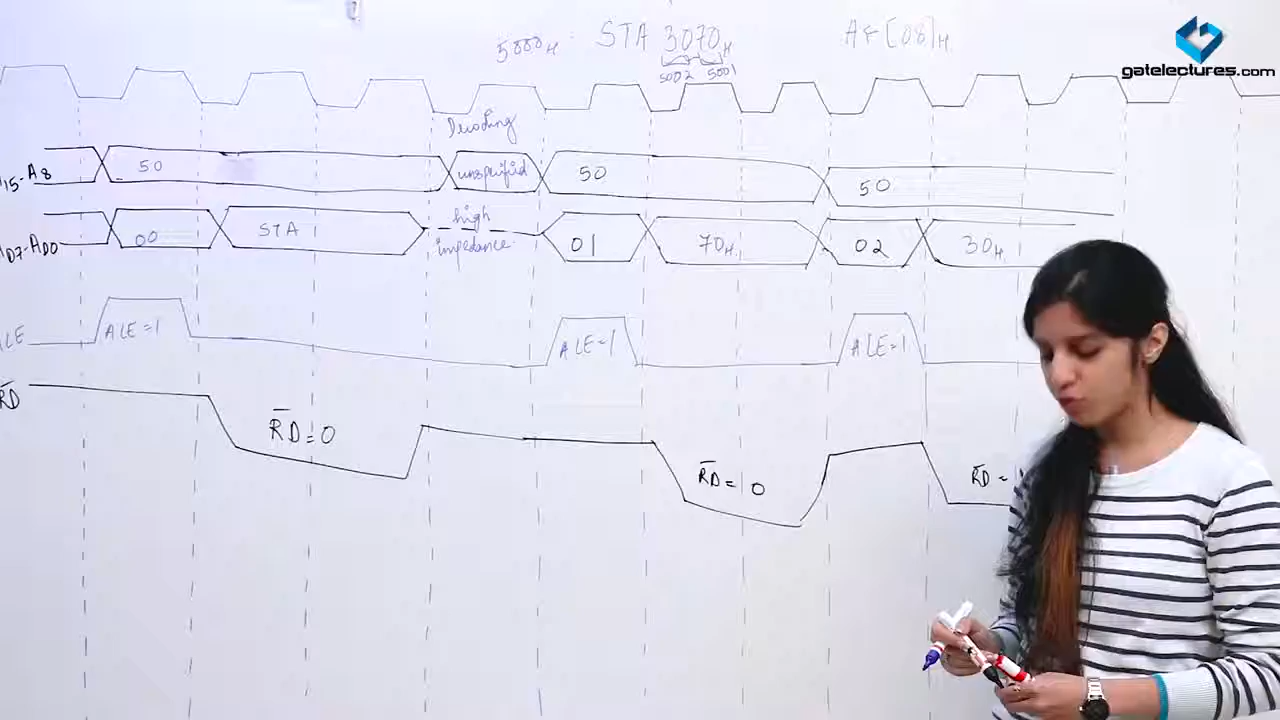 5000H. STA 3070H A ← [08]H
5002 5001
gatelectures.com
Decoding
A15-A8 50 unspecified 50 50
AD7-AD0 00 STA high impedance 01 70H 02 30H
ALE ALE=1 ALE=1 ALE=1
RD RD=0 RD=0 RD=